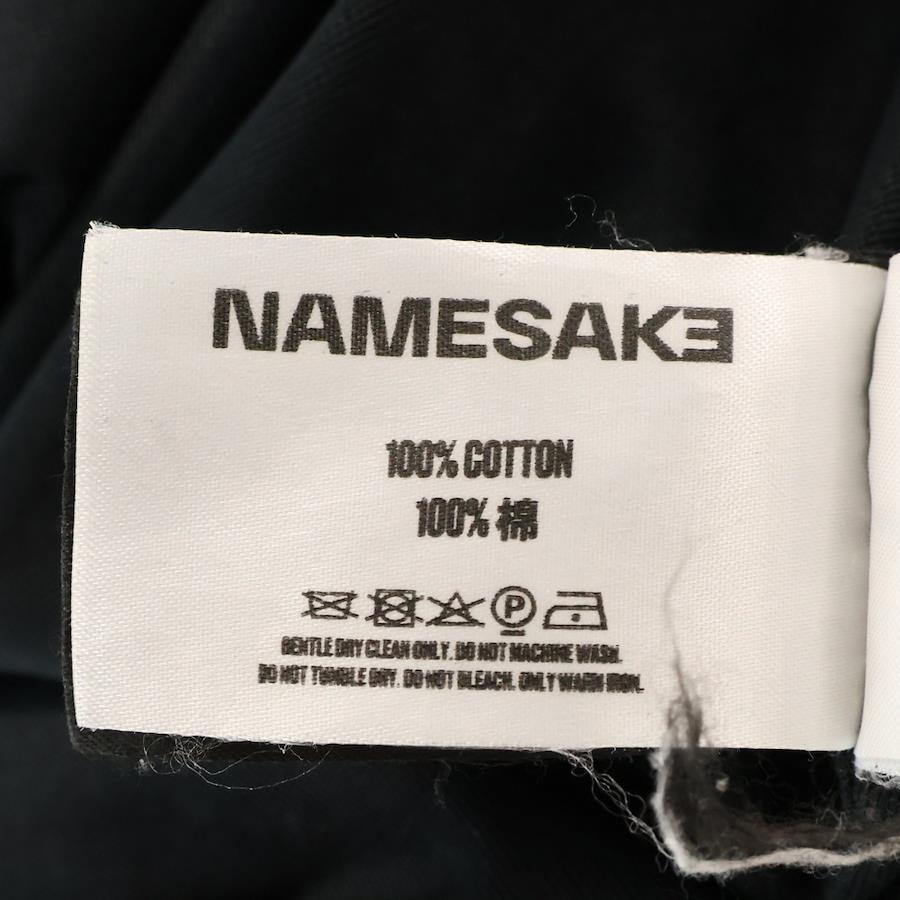 NAMESAKE
100% COTTON
100% 棉
P
GENTLE DRY CLEAN ONLY. DO NOT MACHINE WASH.
DO NOT TUMBLE DRY. DO NOT BLEACH. ONLY WARM IRON.